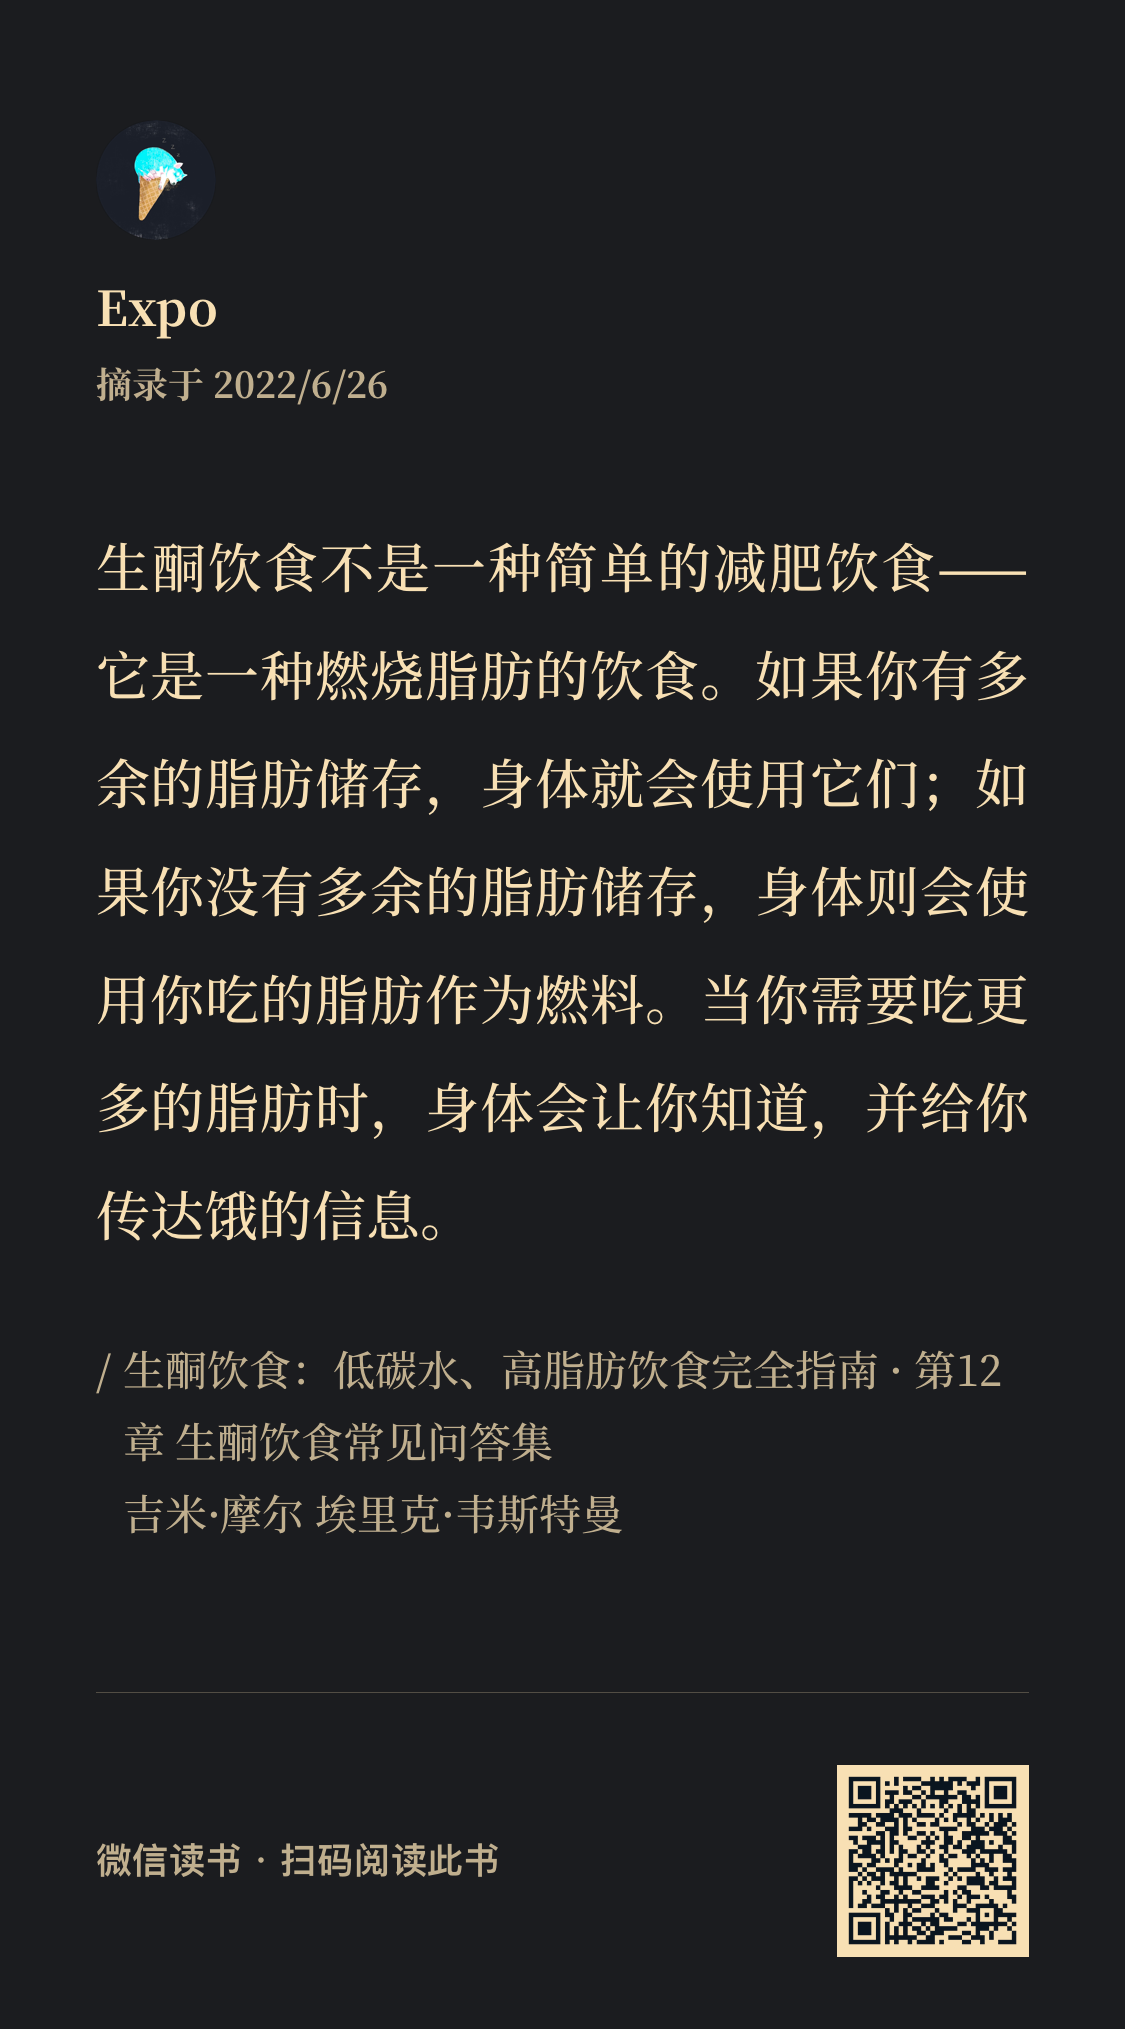 Expo
摘录于 2022/6/26
生酮饮食不是一种简单的减肥饮食——
它是一种燃烧脂肪的饮食。如果你有多
余的脂肪储存，身体就会使用它们；如
果你没有多余的脂肪储存，身体则会使
用你吃的脂肪作为燃料。当你需要吃更
多的脂肪时，身体会让你知道，并给你
传达饿的信息。
/ 生酮饮食：低碳水、高脂肪饮食完全指南 · 第12
章 生酮饮食常见问答集
吉米·摩尔 埃里克·韦斯特曼
微信读书 · 扫码阅读此书